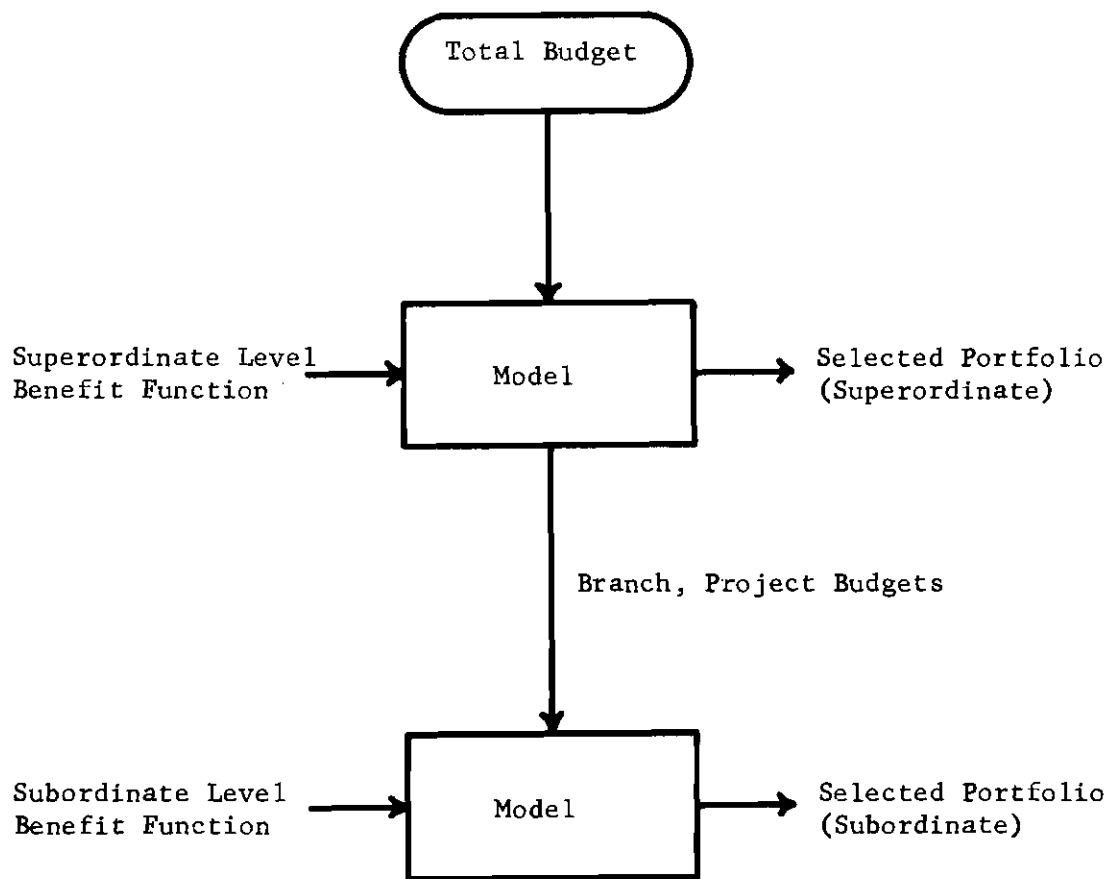 Total Budget
Superordinate Level
Benefit Function
Model
Selected Portfolio
(Superordinate)
Branch, Project Budgets
Subordinate Level
Benefit Function
Model
Selected Portfolio
(Subordinate)